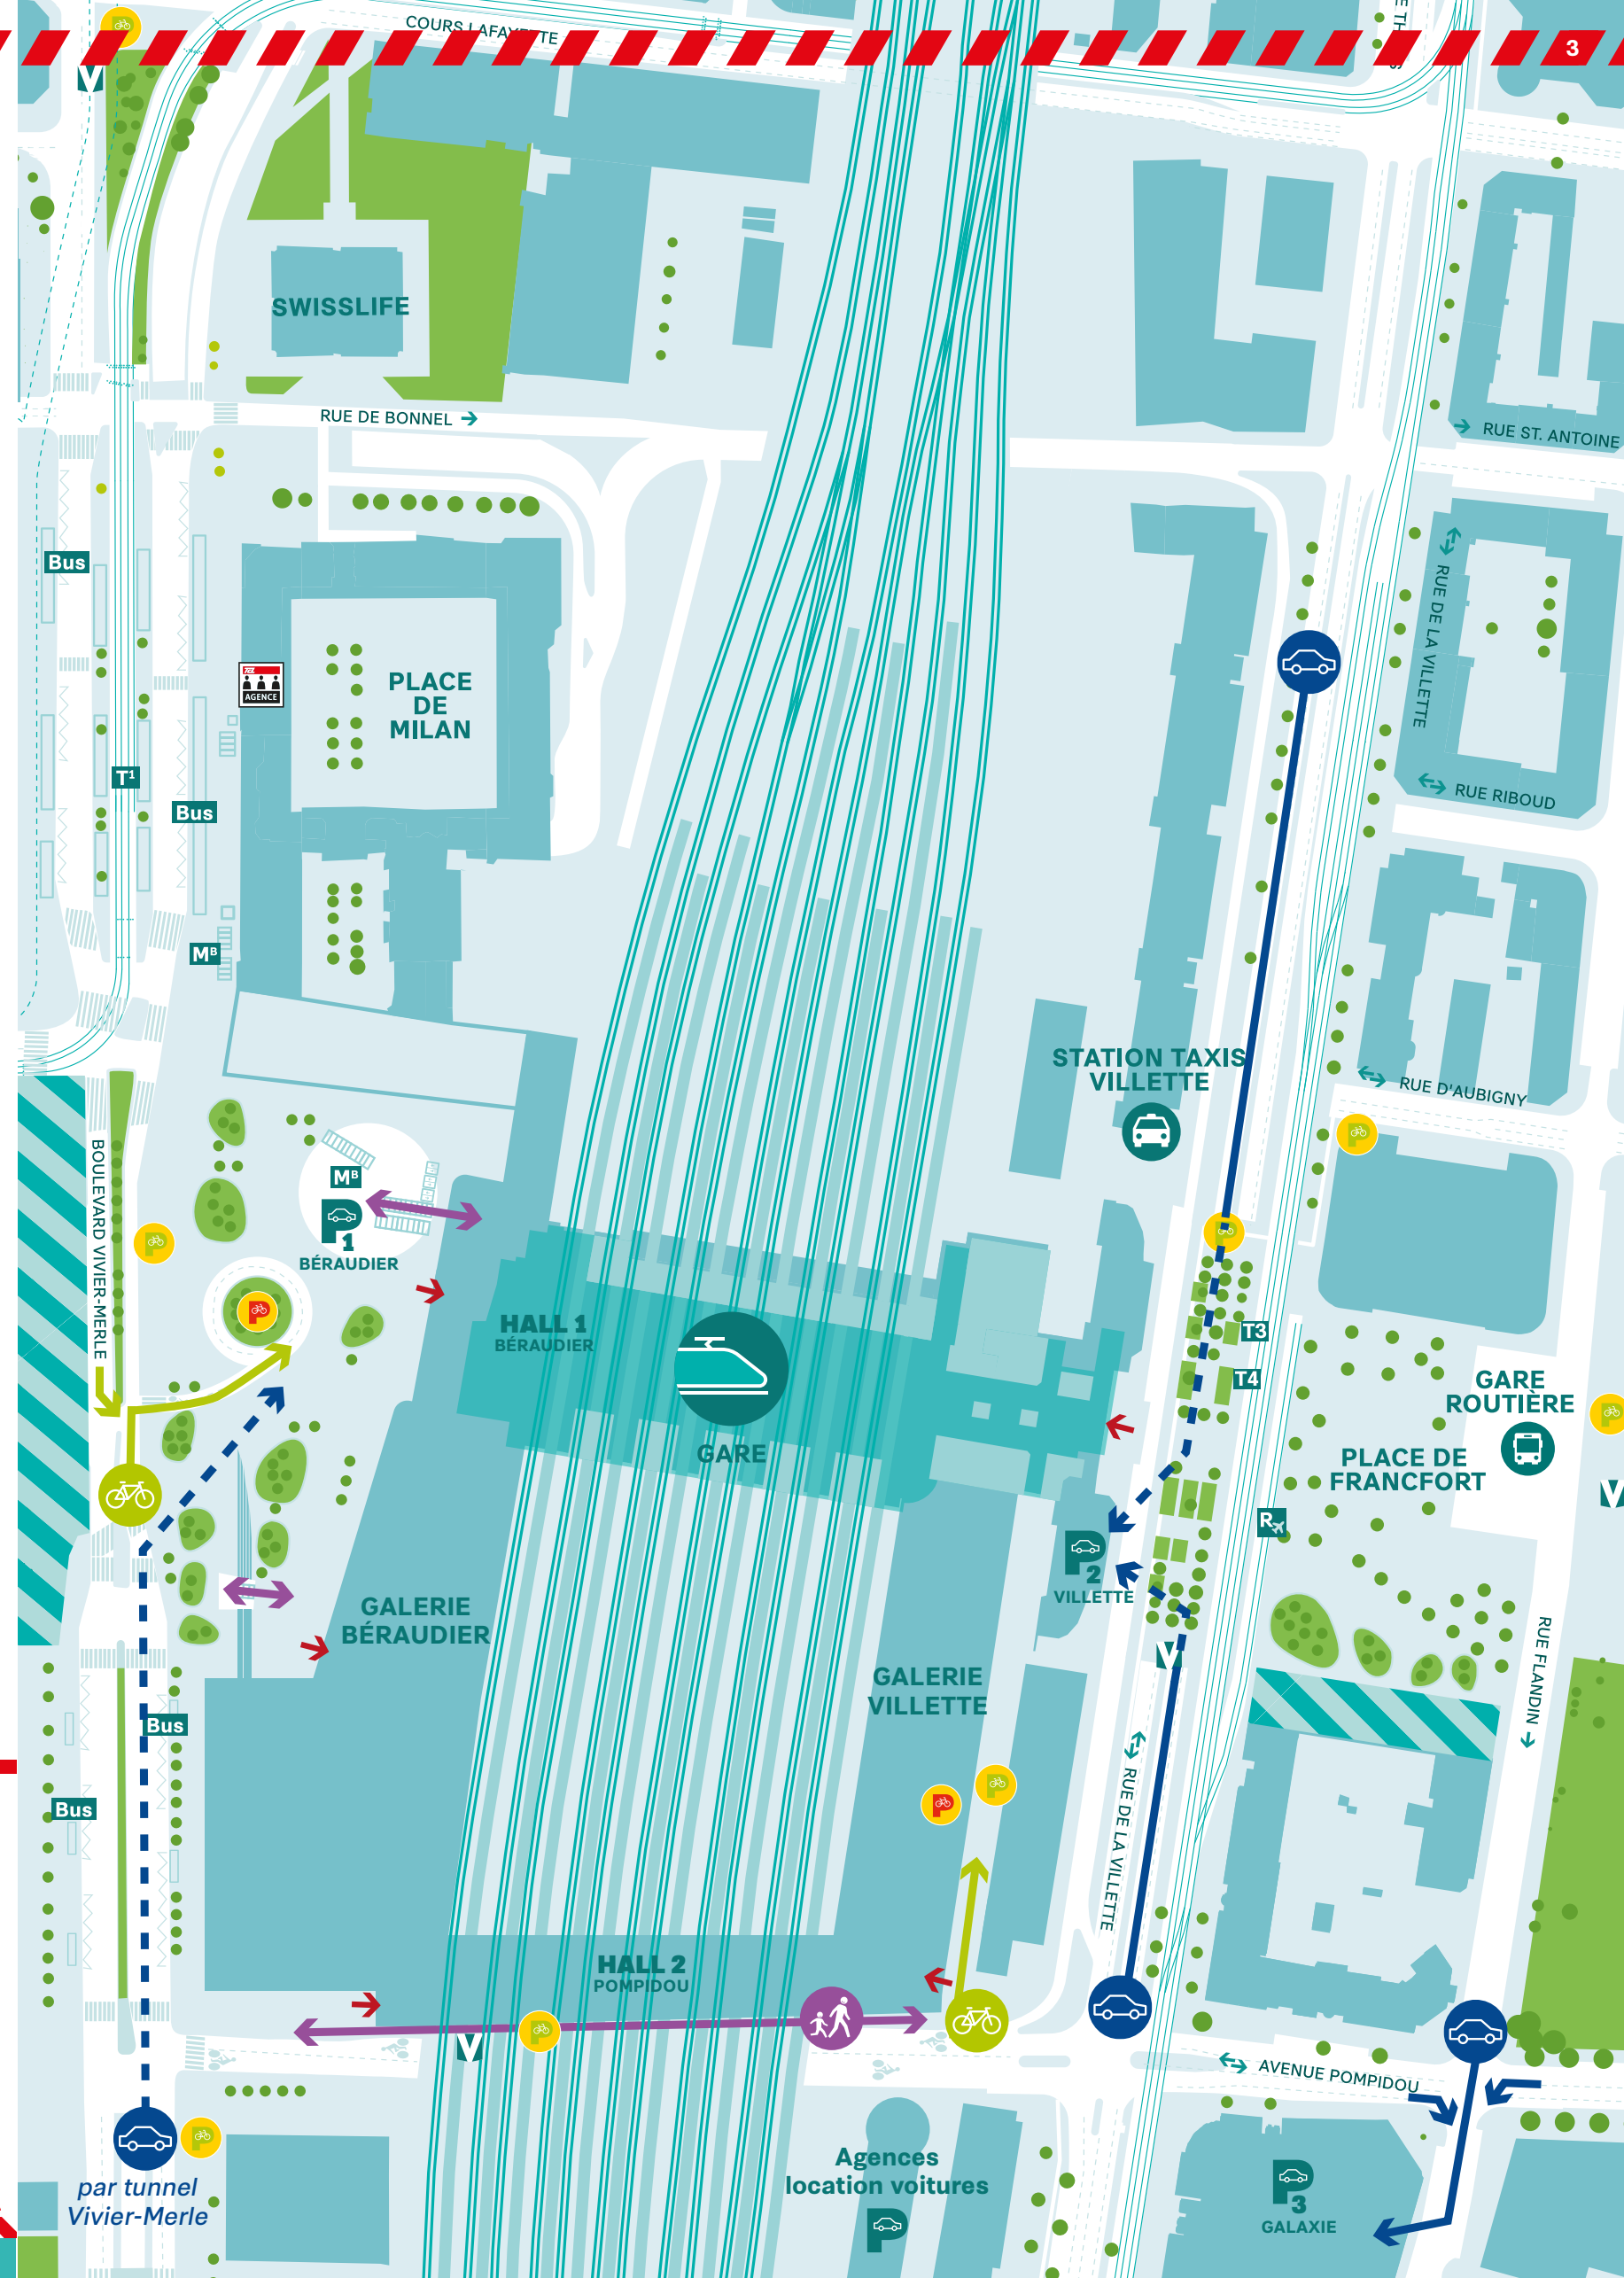 COURS LAFAYETTE
3
V
SWISSLIFE
RUE DE BONNEL
RUE ST. ANTOINE
Bus
RUE DE LA VILLETTE
TCL
AGENCE
PLACE
DE
MILAN
T1
Bus
RUE RIBOUD
MB
STATION TAXIS
VILLETTE
RUE D'AUBIGNY
P
BOULEVARD VIVIER-MERLE
MB
P
1
BÉRAUDIER
P
P
P
HALL 1
BÉRAUDIER
T3
T4
GARE
GARE
ROUTIÈRE
P
PLACE DE
FRANCFORT
V
R
P
2
VILLETTE
GALERIE
BÉRAUDIER
V
GALERIE
VILLETTE
RUE FLANDIN
Bus
Bus
P
P
RUE DE LA VILLETTE
HALL 2
POMPIDOU
P
V
AVENUE POMPIDOU
P
par tunnel
Vivier-Merle
Agences
location voitures
P
P
3
GALAXIE